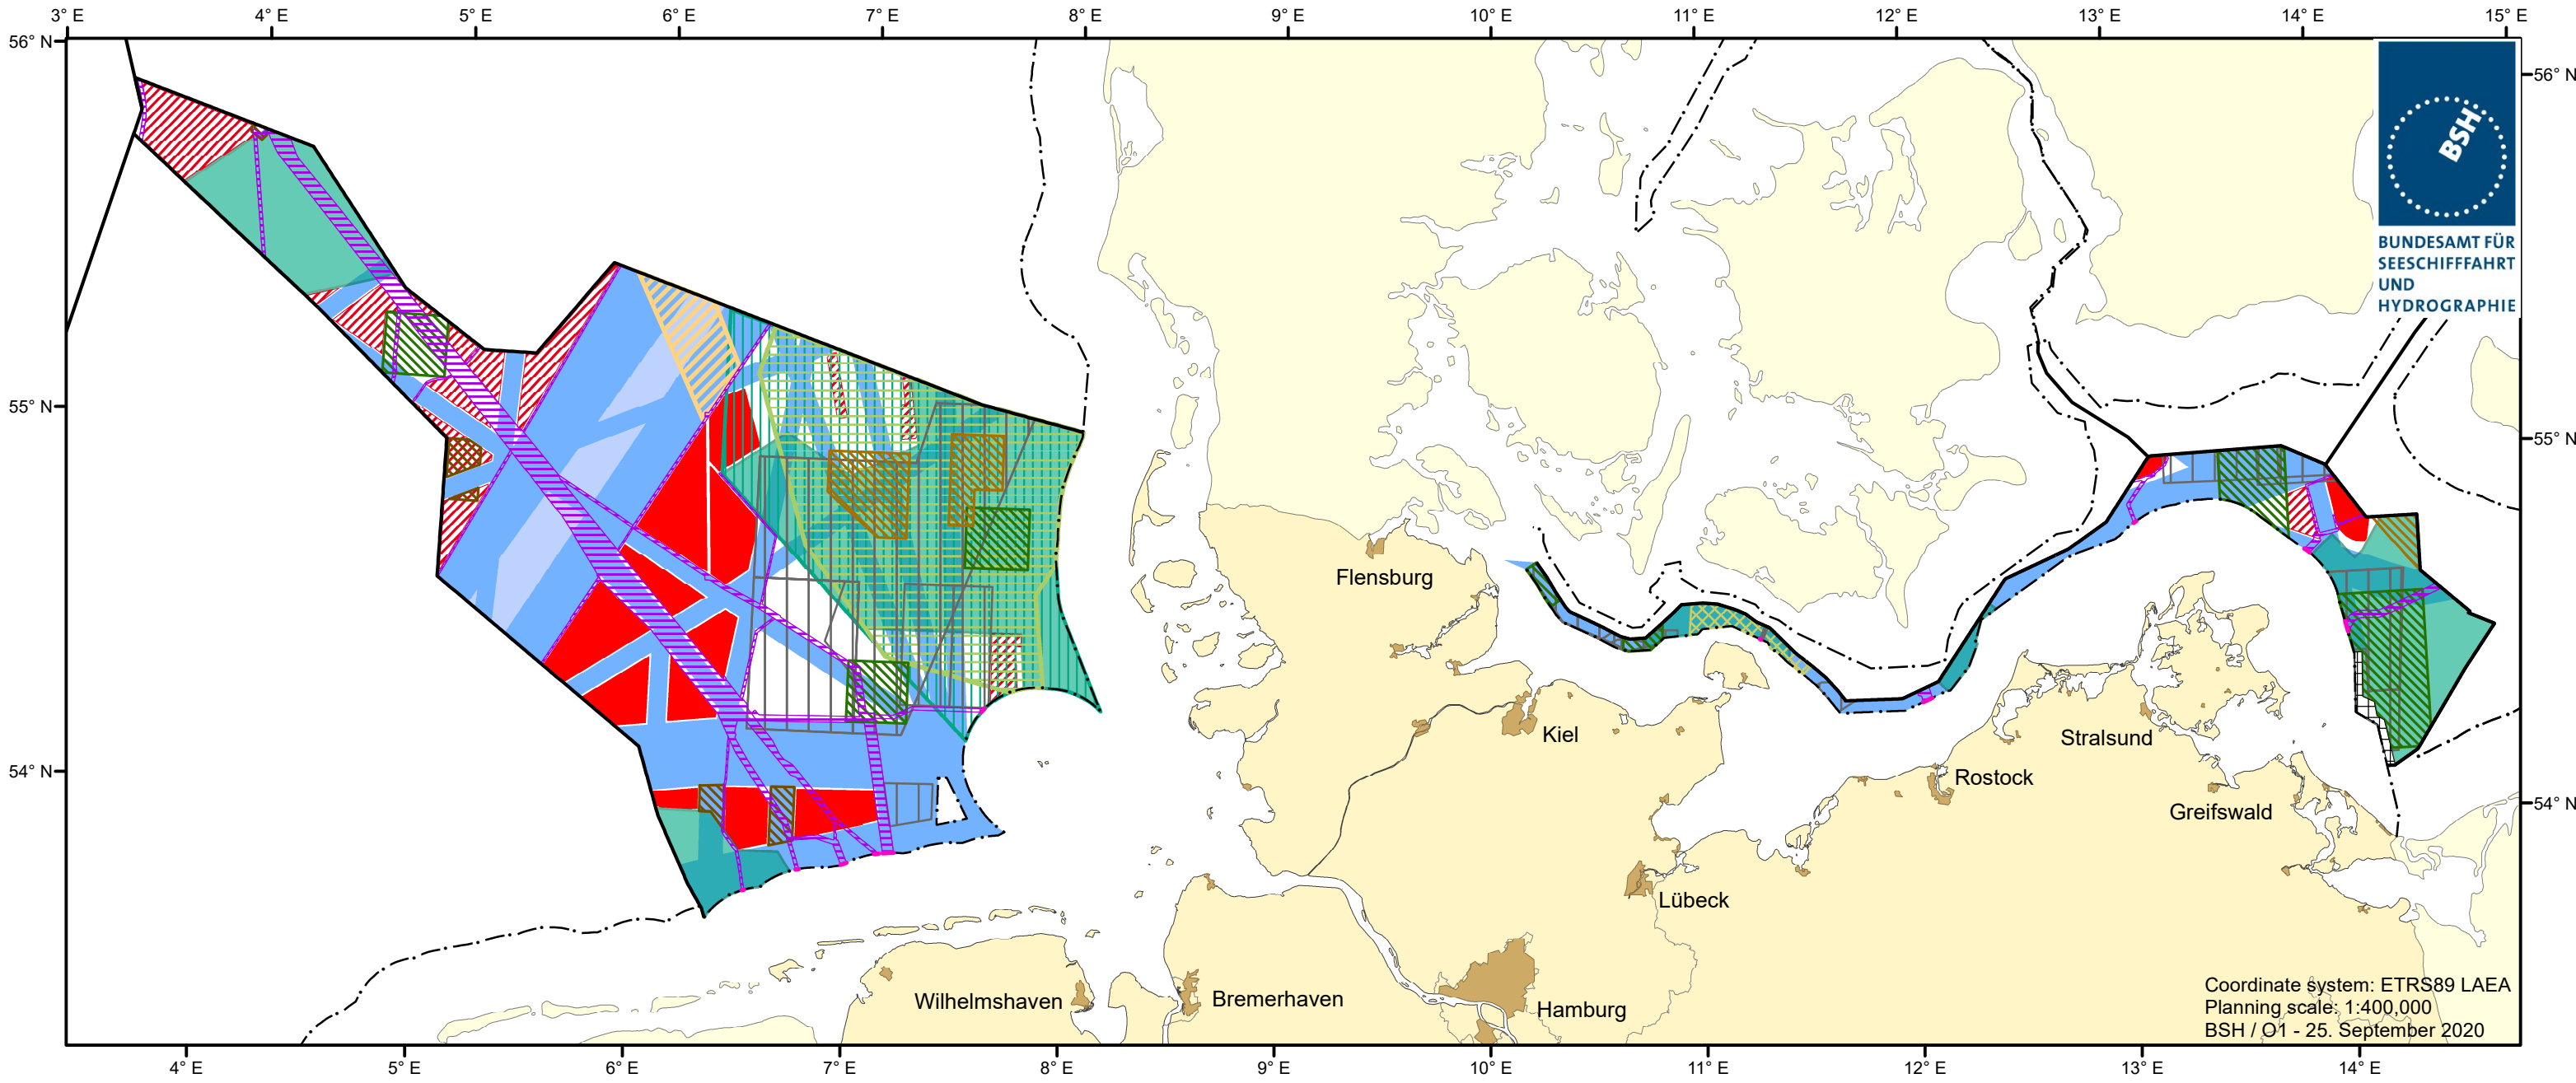 3° E 4° E 5° E 6° E 7° E 8° E 9° E 10° E 11° E 12° E 13° E 14° E 15° E
56° N 56° N
BSH
BUNDESAMT FÜR
SEESCHIFFFAHRT
UND
HYDROGRAPHIE
55° N 55° N
Flensburg
Kiel
Stralsund
54° N 54° N
Rostock
Greifswald
Lübeck
Wilhelmshaven Bremerhaven Hamburg
Coordinate system: ETRS89 LAEA
Planning scale: 1:400,000
BSH / O1 - 25. September 2020
4° E 5° E 6° E 7° E 8° E 9° E 10° E 11° E 12° E 13° E 14° E